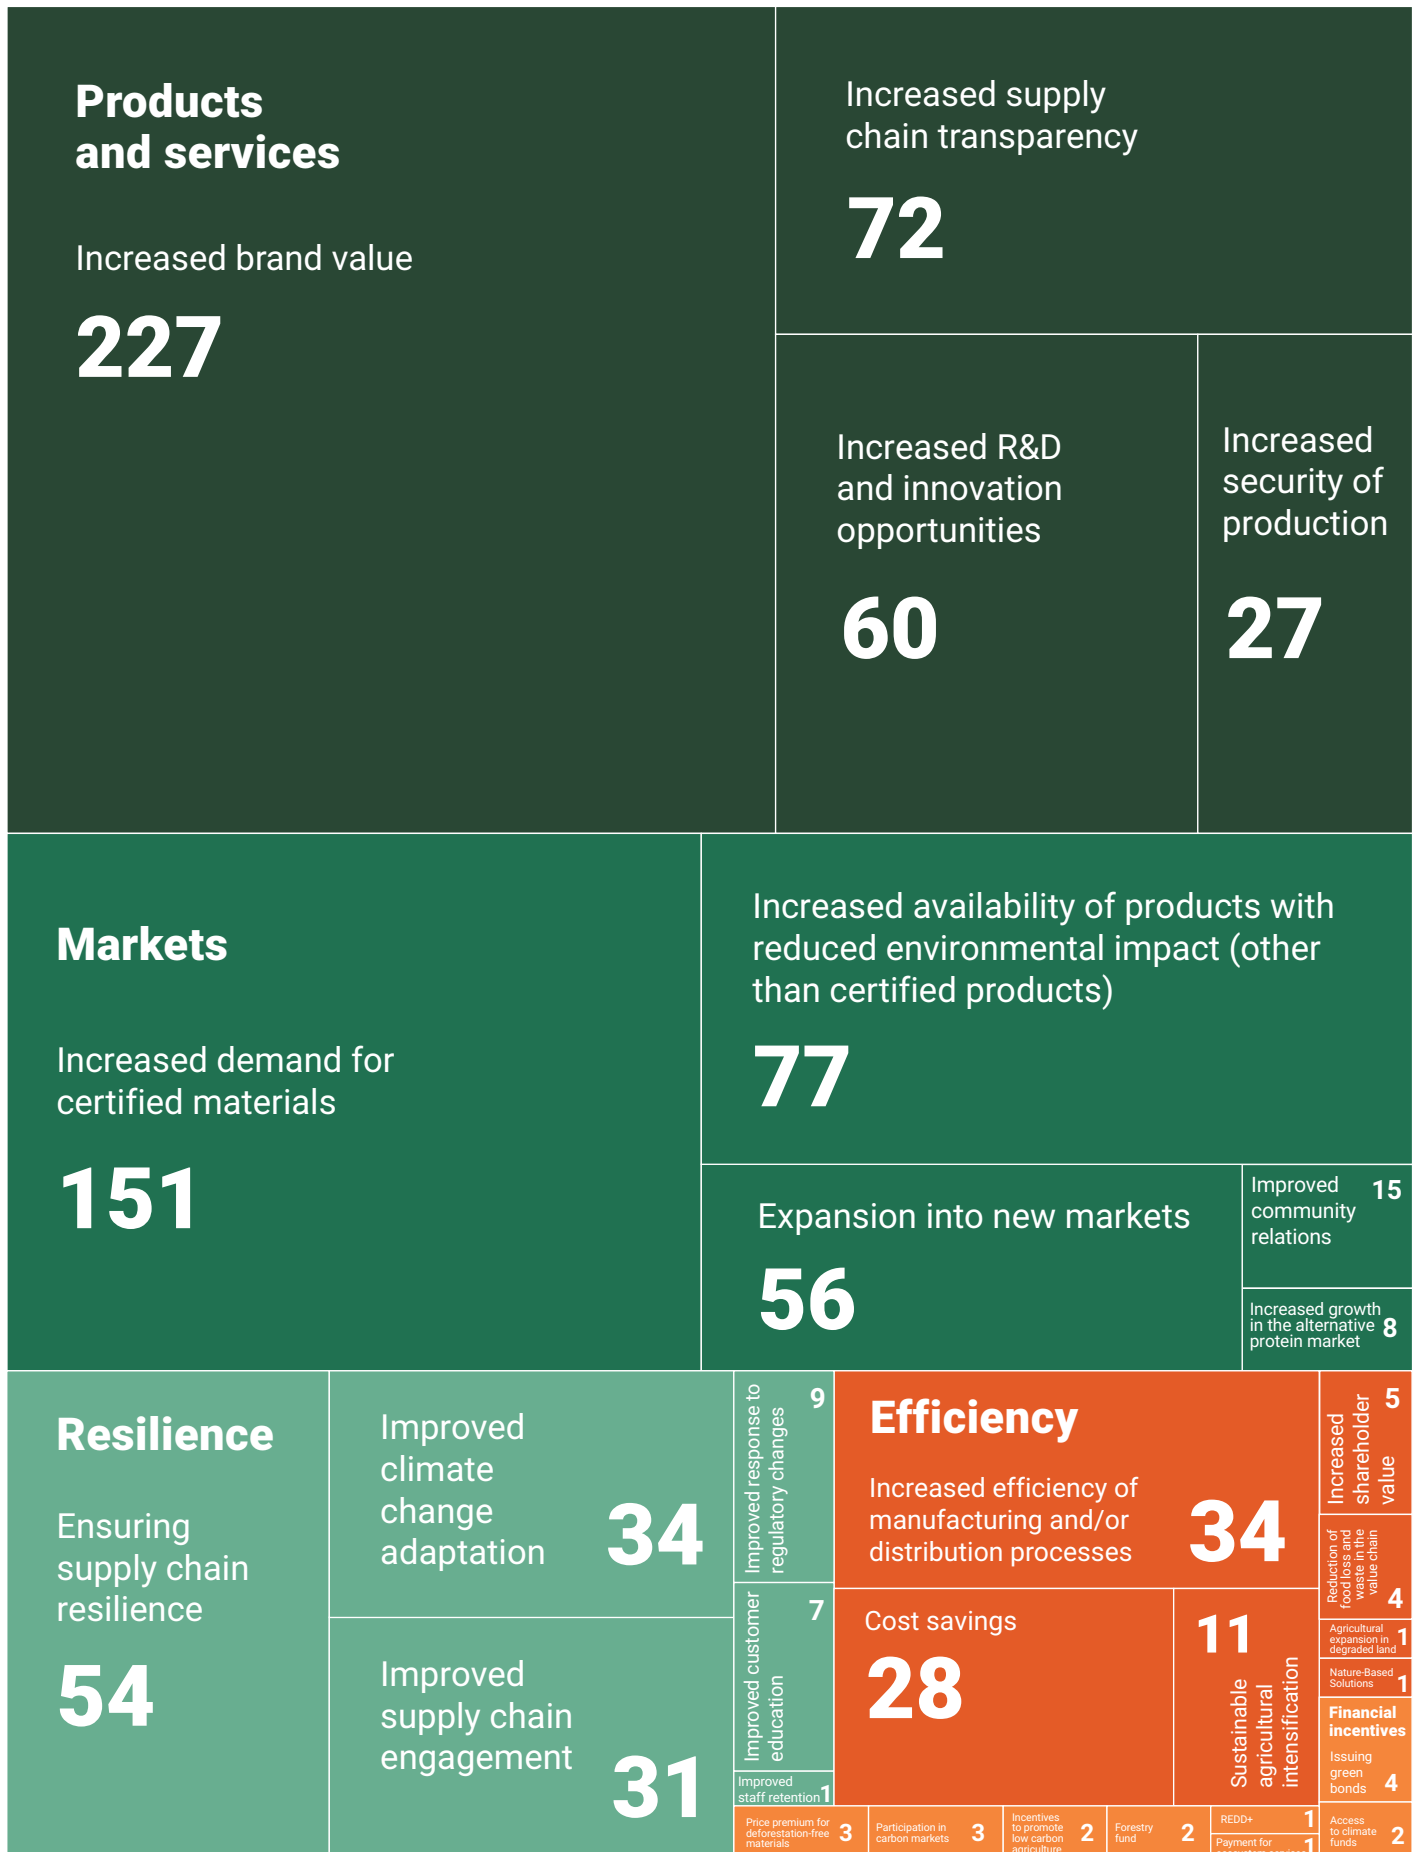 Products
and services
Increased brand value
227
Increased supply
chain transparency
72
Increased R&D
and innovation
opportunities
60
Increased
security of
production
27
Markets
Increased demand for
certified materials
151
Increased availability of products with
reduced environmental impact (other
than certified products)
77
Expansion into new markets
56
Improved
community
relations
15
Increased growth
in the alternative
protein market
8
Resilience
Ensuring
supply chain
resilience
54
Improved
climate
change
adaptation
34
Improved
supply chain
engagement
31
Improved response to
regulatory changes
9
Improved customer
education
7
Improved
staff retention
1
Efficiency
Increased efficiency of
manufacturing and/or
distribution processes
34
Cost savings
28
Sustainable
agricultural
intensification
11
Increased
shareholder
value
5
Reduction of
food loss and
waste in the
value chain
4
Agricultural
expansion in
degraded land
1
Nature-Based
Solutions
1
Financial
incentives
Issuing
green
bonds
4
Price premium for
deforestation-free
materials
3
Participation in
carbon markets
3
Incentives
to promote
low carbon
agriculture
2
Forestry
fund
2
REDD+
1
Payment for
1
Access
to climate
funds
2